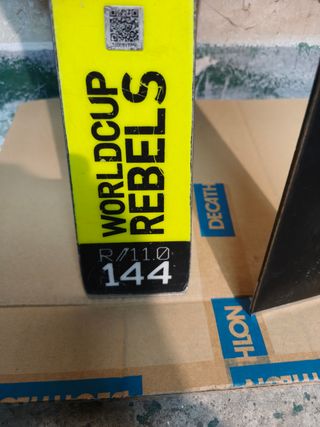 WORLDCUP
REBELS
R//11.0
144
DECATH
HLON